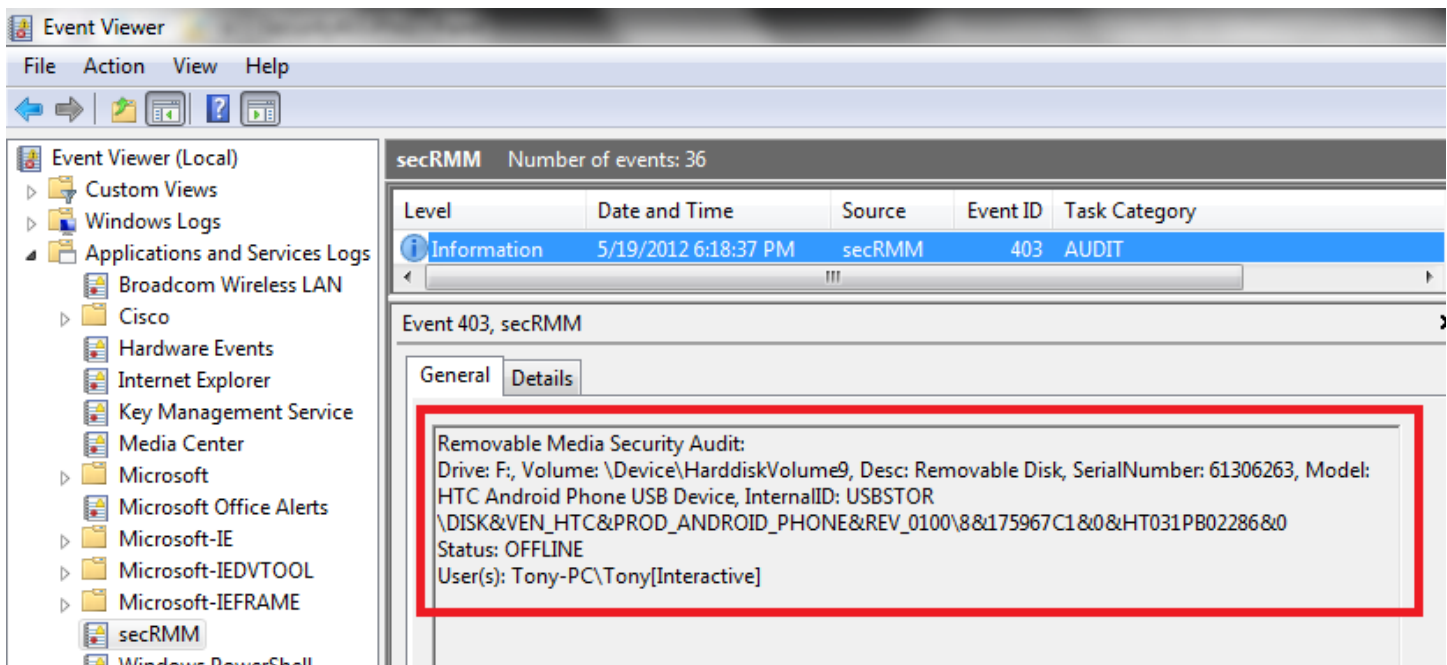 Event Viewer
File Action View Help
Event Viewer (Local)
Custom Views
Windows Logs
Applications and Services Logs
Broadcom Wireless LAN
Cisco
Hardware Events
Internet Explorer
Key Management Service
Media Center
Microsoft
Microsoft Office Alerts
Microsoft-IE
Microsoft-IEDVTOOL
Microsoft-IEFRAME
secRMM
Windows PowerShell
secRMM Number of events: 36
Level Date and Time Source Event ID Task Category
Information 5/19/2012 6:18:37 PM secRMM 403 AUDIT
Event 403, secRMM
General Details
Removable Media Security Audit:
Drive: F:, Volume: \Device\HarddiskVolume9, Desc: Removable Disk, SerialNumber: 61306263, Model:
HTC Android Phone USB Device, InternalID: USBSTOR
\DISK&VEN_HTC&PROD_ANDROID_PHONE&REV_0100\8&175967C1&0&HT031PB02286&0
Status: OFFLINE
User(s): Tony-PC\Tony[Interactive]